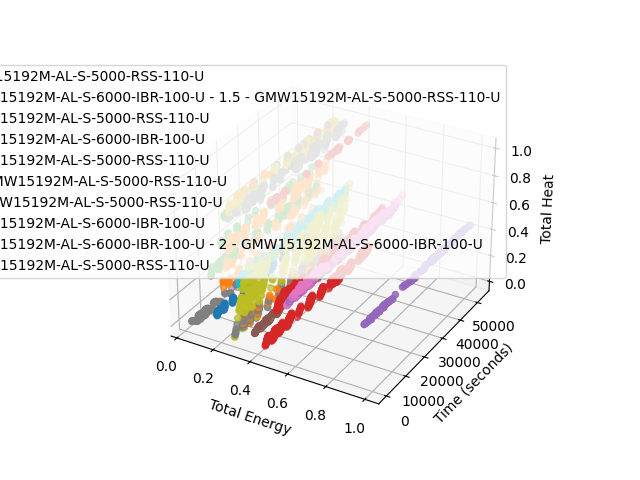 15192M-AL-S-5000-RSS-110-U
15192M-AL-S-6000-IBR-100-U - 1.5 - GMW15192M-AL-S-5000-RSS-110-U
15192M-AL-S-5000-RSS-110-U
15192M-AL-S-6000-IBR-100-U
15192M-AL-S-5000-RSS-110-U
MW15192M-AL-S-5000-RSS-110-U
W15192M-AL-S-5000-RSS-110-U
15192M-AL-S-6000-IBR-100-U
15192M-AL-S-6000-IBR-100-U - 2 - GMW15192M-AL-S-6000-IBR-100-U
15192M-AL-S-5000-RSS-110-U
1.0
0.8
0.6
0.4
0.2
0.0
Total Heat
50000
40000
30000
20000
10000
0
Time (seconds)
0.0
0.2
0.4
0.6
0.8
1.0
Total Energy